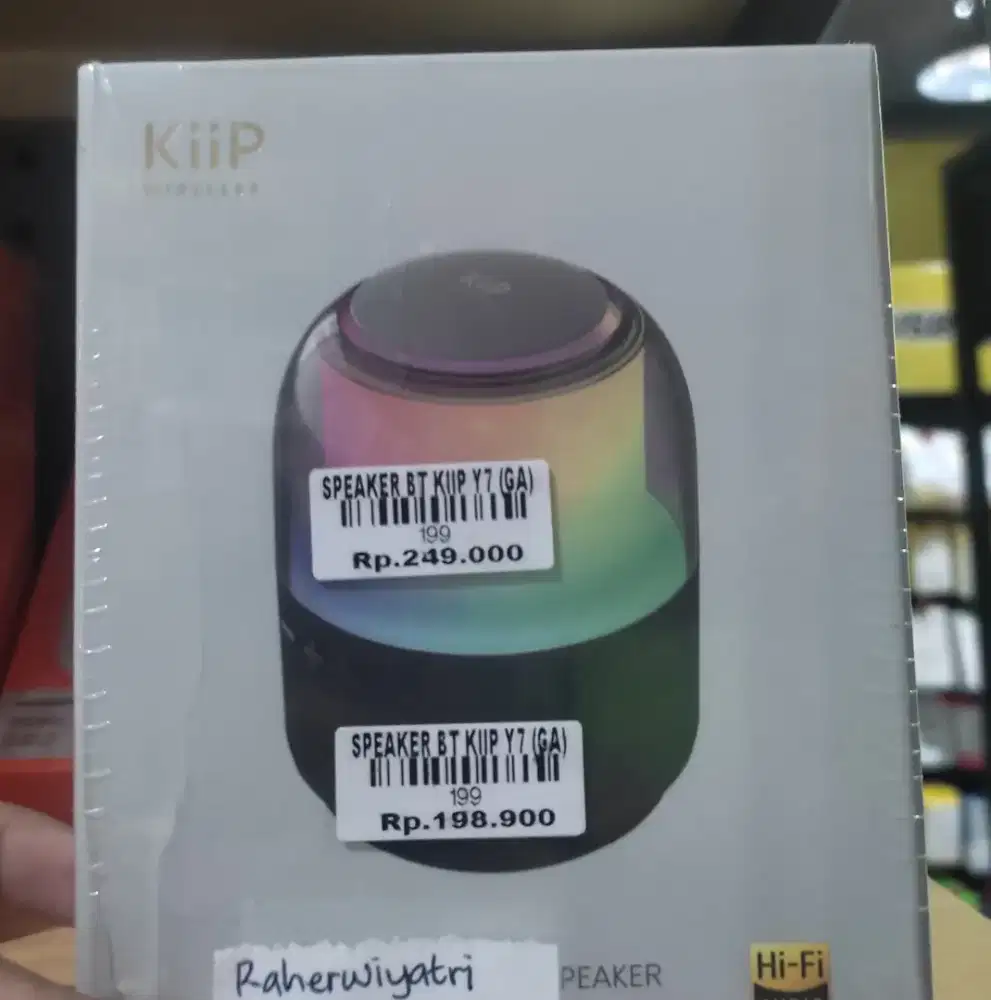 KiiP
WIRELESS
SPEAKER BT KIIP Y7 (GA)
199
Rp.249.000
SPEAKER BT KIIP Y7 (GA)
199
Rp.198.900
Raherwiyatri
PEAKER
Hi-Fi